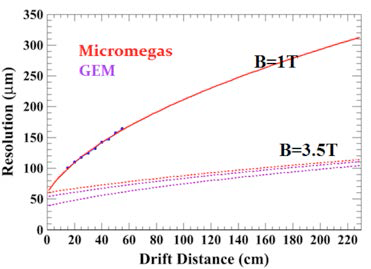 350
300
250
200
150
100
50
0
Resolution (μm)
Micromegas
GEM
B=1T
B=3.5T
0 20 40 60 80 100 120 140 160 180 200 220
Drift Distance (cm)